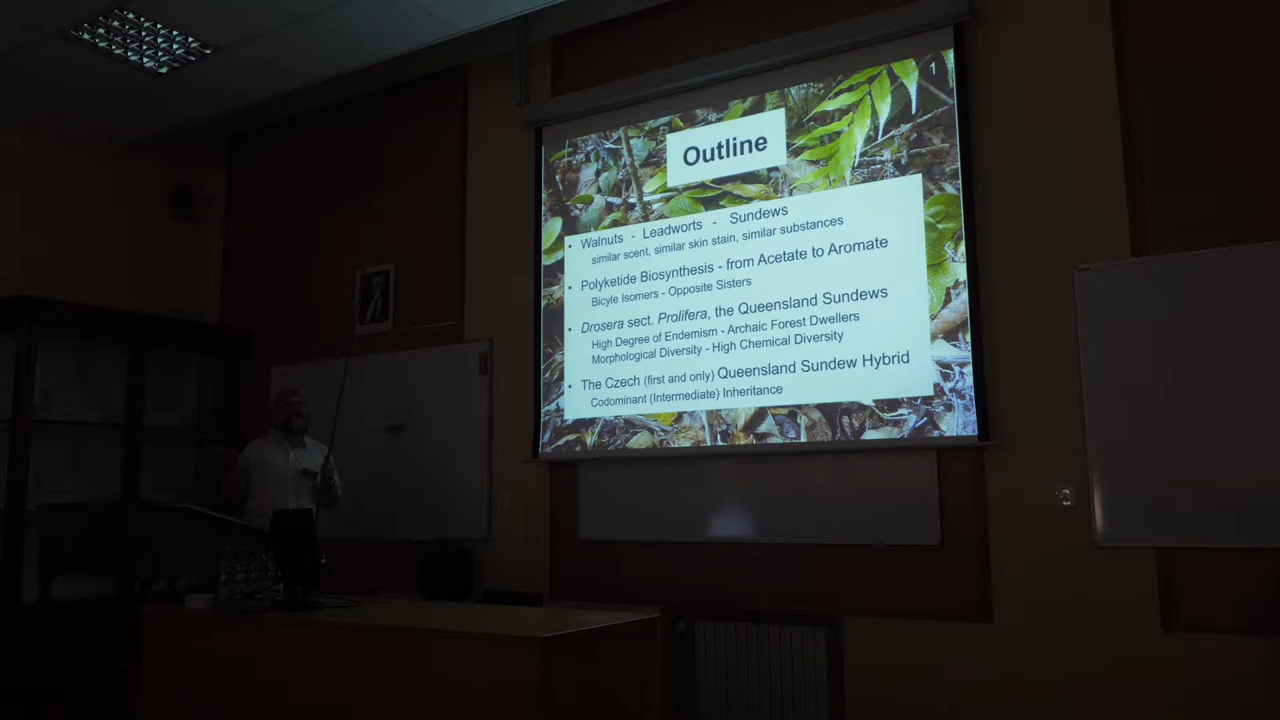 1
Outline
• Walnuts - Leadworts - Sundews
similar scent, similar skin stain, similar substances
• Polyketide Biosynthesis - from Acetate to Aromate
Bicyle Isomers - Opposite Sisters
• Drosera sect. Prolifera, the Queensland Sundews
High Degree of Endemism - Archaic Forest Dwellers
Morphological Diversity - High Chemical Diversity
• The Czech (first and only) Queensland Sundew Hybrid
Codominant (Intermediate) Inheritance